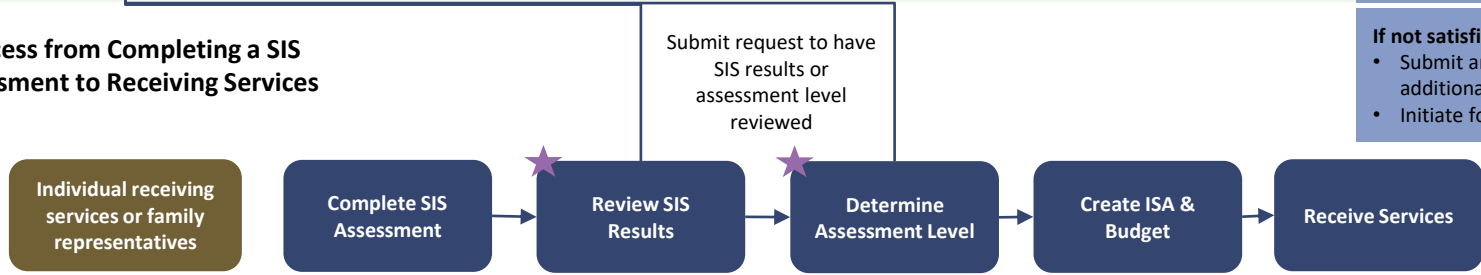 cess from Completing a SIS
sment to Receiving Services
Submit request to have
SIS results or
assessment level
reviewed
If not satisfi
• Submit a
additiona
• Initiate fo
Individual receiving
services or family
representatives
Complete SIS
Assessment
Review SIS
Results
Determine
Assessment Level
Create ISA &
Budget
Receive Services